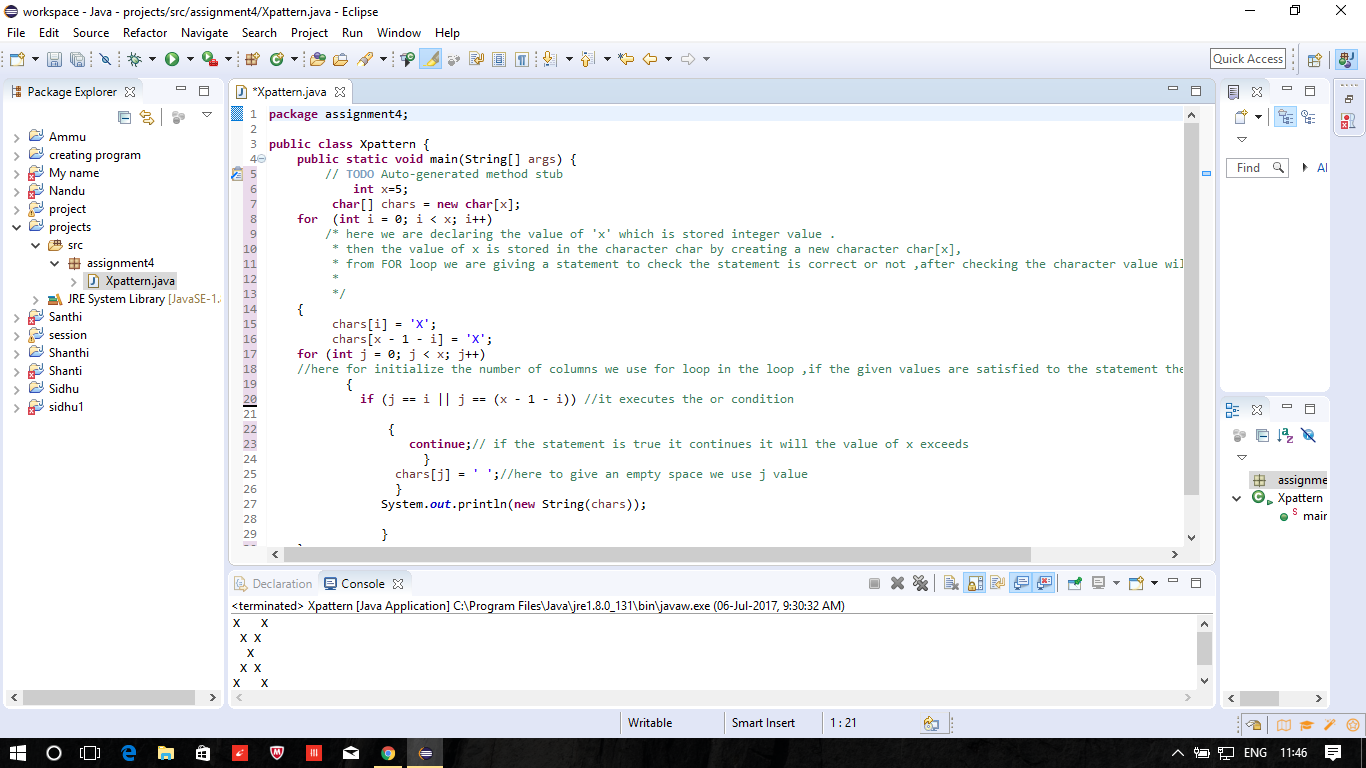 workspace - Java - projects/src/assignment4/Xpattern.java - Eclipse
File Edit Source Refactor Navigate Search Project Run Window Help
Quick Access
Package Explorer
Ammu
creating program
My name
Nandu
project
projects
src
assignment4
Xpattern.java
JRE System Library [JavaSE-1.
Santhi
session
Shanthi
Shanti
Sidhu
sidhu1
*Xpattern.java
1 package assignment4;
2
3 public class Xpattern {
4 public static void main(String[] args) {
5 // TODO Auto-generated method stub
6 int x=5;
7 char[] chars = new char[x];
8 for (int i = 0; i < x; i++)
9 /* here we are declaring the value of 'x' which is stored integer value .
10 * then the value of x is stored in the character char by creating a new character char[x],
11 * from FOR loop we are giving a statement to check the statement is correct or not ,after checking the character value wil
12 *
13 */
14 {
15 chars[i] = 'X';
16 chars[x - 1 - i] = 'X';
17 for (int j = 0; j < x; j++)
18 //here for initialize the number of columns we use for loop in the loop ,if the given values are satisfied to the statement the
19 {
20 if (j == i || j == (x - 1 - i)) //it executes the or condition
21
22 {
23 continue;// if the statement is true it continues it will the value of x exceeds
24 }
25 chars[j] = ' ';//here to give an empty space we use j value
26 }
27 System.out.println(new String(chars));
28
29 }
Find
Al
assignme
Xpattern
S
mair
Declaration Console
<terminated> Xpattern [Java Application] C:\Program Files\Java\jre1.8.0_131\bin\javaw.exe (06-Jul-2017, 9:30:32 AM)
X   X
 X X
  X
 X X
X   X
Writable Smart Insert 1 : 21
ENG 11:46